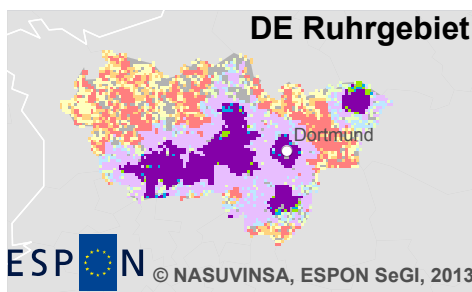 DE Ruhrgebiet
Dortmund
ESPON © NASUVINSA, ESPON SeGI, 2013